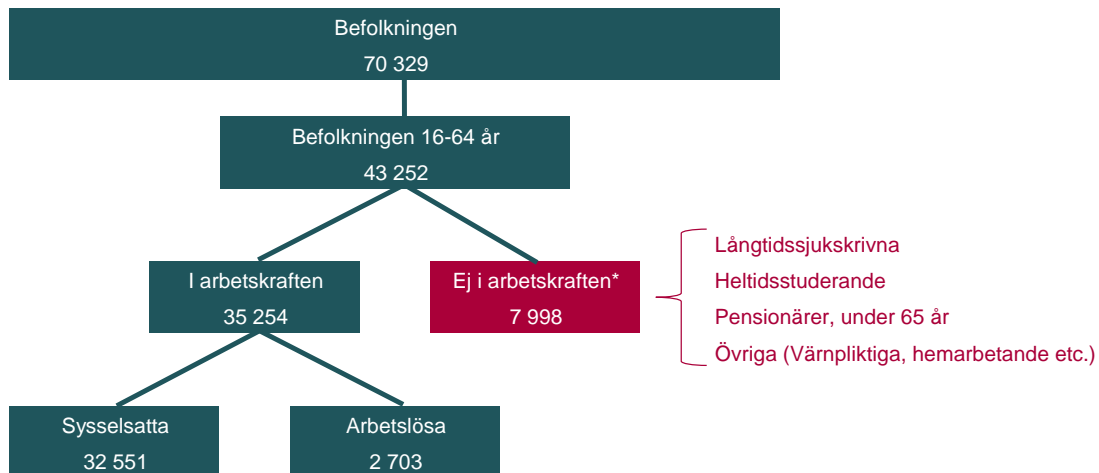 Befolkningen
70 329
Befolkningen 16-64 år
43 252
I arbetskraften
35 254
Ej i arbetskraften*
7 998
Långtidssjukskrivna
Heltidsstuderande
Pensionärer, under 65 år
Övriga (Värnpliktiga, hemarbetande etc.)
Sysselsatta
32 551
Arbetslösa
2 703